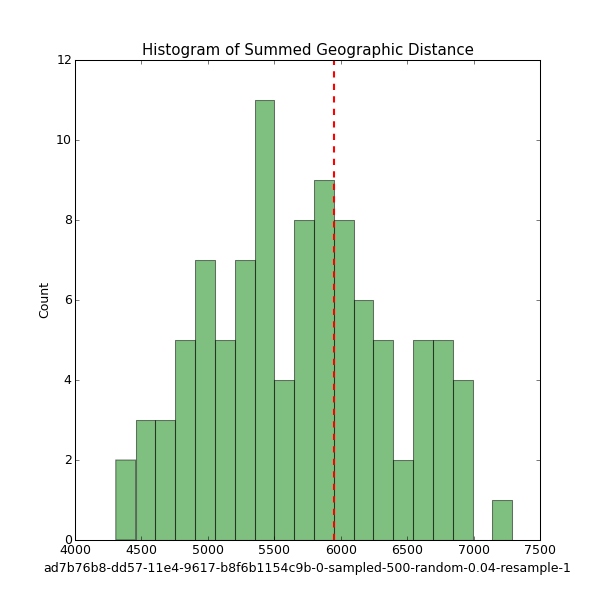 Histogram of Summed Geographic Distance
12
10
8
6
4
2
0
Count
4000 4500 5000 5500 6000 6500 7000 7500
ad7b76b8-dd57-11e4-9617-b8f6b1154c9b-0-sampled-500-random-0.04-resample-1